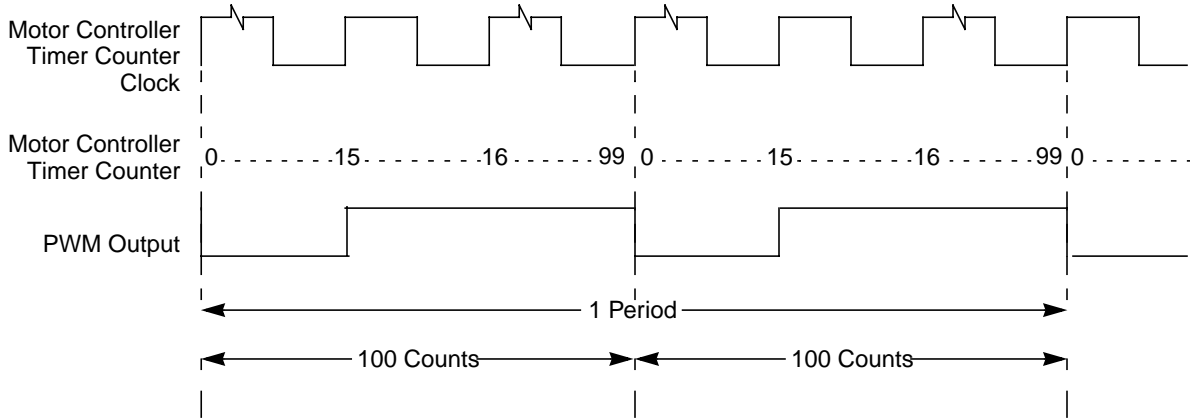 Motor Controller
Timer Counter
Clock
Motor Controller
Timer Counter
0 15 16 99 0 15 16 99 0
PWM Output
1 Period
100 Counts 100 Counts